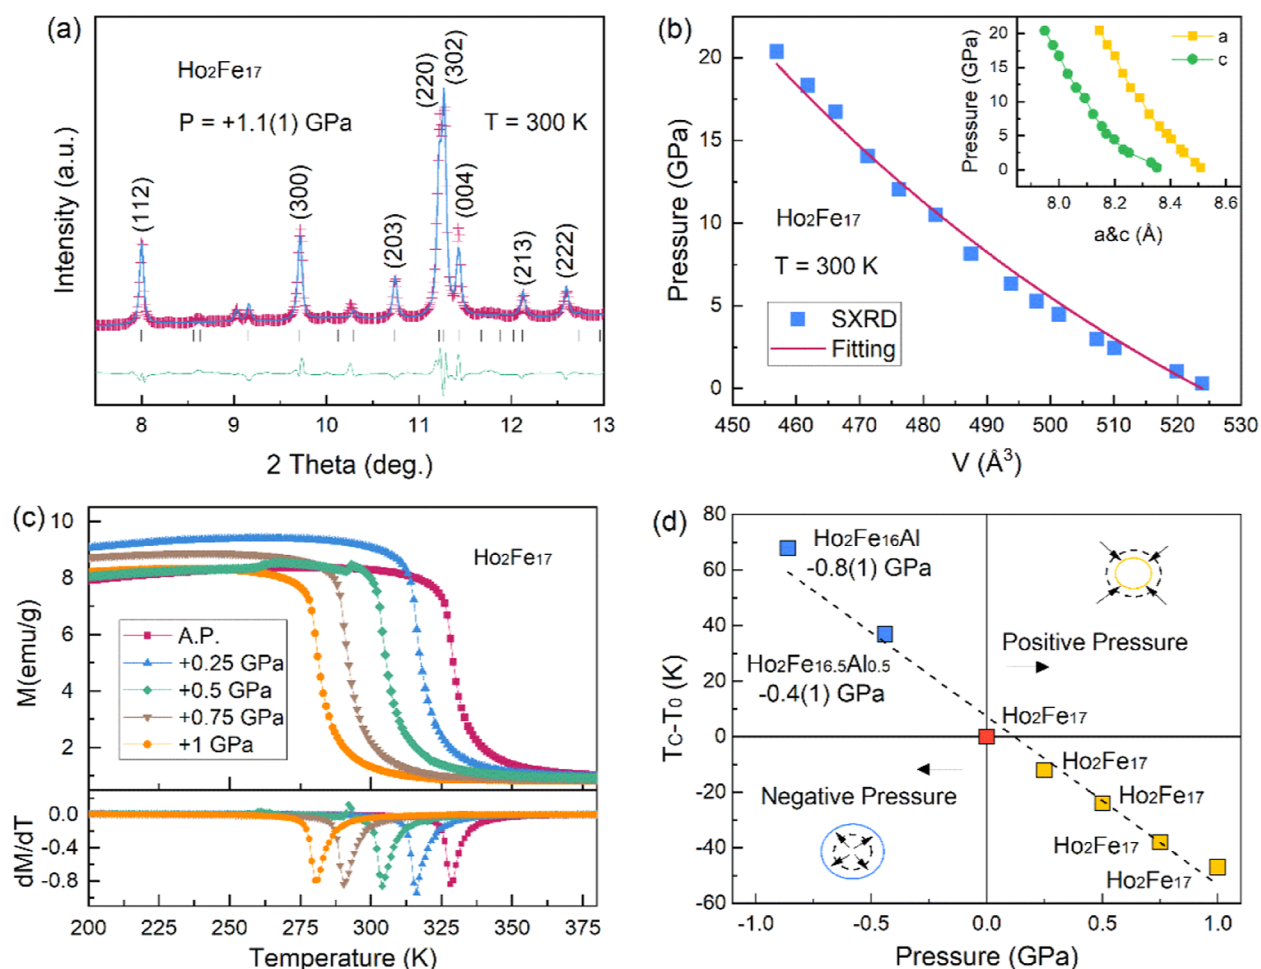 (a)
Ho2Fe17
P = +1.1(1) GPa
T = 300 K
(112)
(300)
(203)
(220)
(302)
(004)
(213)
(222)
Intensity (a.u.)
8 9 10 11 12 13
2 Theta (deg.)
(b)
20
15
10
5
0
Pressure (GPa)
Ho2Fe17
T = 300 K
SXRD
Fitting
450 460 470 480 490 500 510 520 530
V (Å3)
20
15
10
5
0
Pressure (GPa)
a
c
8.0 8.2 8.4 8.6
a&c (Å)
(c)
10
8
6
4
2
M(emu/g)
Ho2Fe17
A.P.
+0.25 GPa
+0.5 GPa
+0.75 GPa
+1 GPa
0.0
-0.4
-0.8
dM/dT
200 225 250 275 300 325 350 375
Temperature (K)
(d)
80
60
40
20
0
-20
-40
-60
TC-T0 (K)
Ho2Fe16Al
-0.8(1) GPa
Ho2Fe16.5Al0.5
-0.4(1) GPa
Positive Pressure
Ho2Fe17
Negative Pressure
Ho2Fe17
Ho2Fe17
Ho2Fe17
Ho2Fe17
-1.0 -0.5 0.0 0.5 1.0
Pressure (GPa)